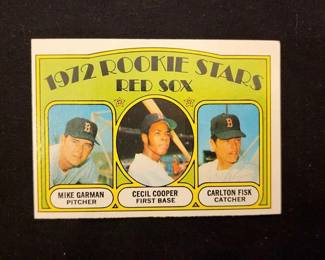 1972 ROOKIE STARS
RED SOX
B
B
MIKE GARMAN
PITCHER
CECIL COOPER
FIRST BASE
CARLTON FISK
CATCHER